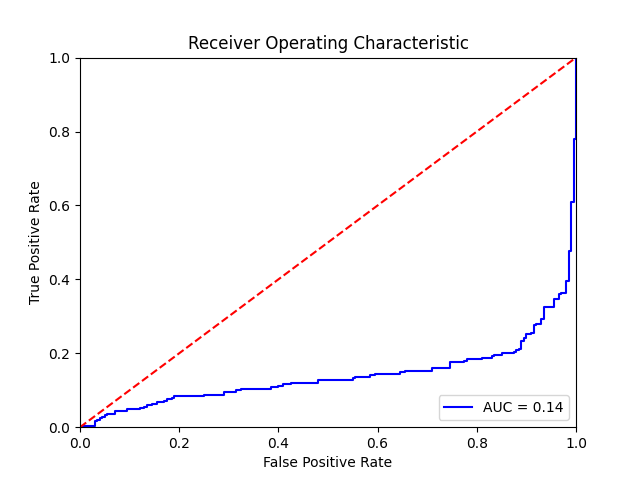 Receiver Operating Characteristic
1.0
0.8
0.6
0.4
0.2
0.0
True Positive Rate
AUC = 0.14
0.0 0.2 0.4 0.6 0.8 1.0
False Positive Rate